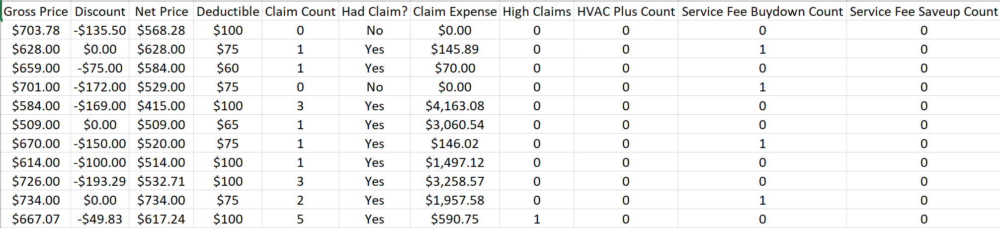 Gross Price Discount Net Price Deductible Claim Count Had Claim? Claim Expense High Claims HVAC Plus Count Service Fee Buydown Count Service Fee Saveup Count
$703.78 -$135.50 $568.28 $100 0 No $0.00 0 0 0 0
$628.00 $0.00 $628.00 $75 1 Yes $145.89 0 0 1 0
$659.00 -$75.00 $584.00 $60 1 Yes $70.00 0 0 0 0
$701.00 -$172.00 $529.00 $75 0 No $0.00 0 0 1 0
$584.00 -$169.00 $415.00 $100 3 Yes $4,163.08 0 0 0 0
$509.00 $0.00 $509.00 $65 1 Yes $3,060.54 0 0 0 0
$670.00 -$150.00 $520.00 $75 1 Yes $146.02 0 0 1 0
$614.00 -$100.00 $514.00 $100 1 Yes $1,497.12 0 0 0 0
$726.00 -$193.29 $532.71 $100 3 Yes $3,258.57 0 0 0 0
$734.00 $0.00 $734.00 $75 2 Yes $1,957.58 0 0 1 0
$667.07 -$49.83 $617.24 $100 5 Yes $590.75 1 0 0 0